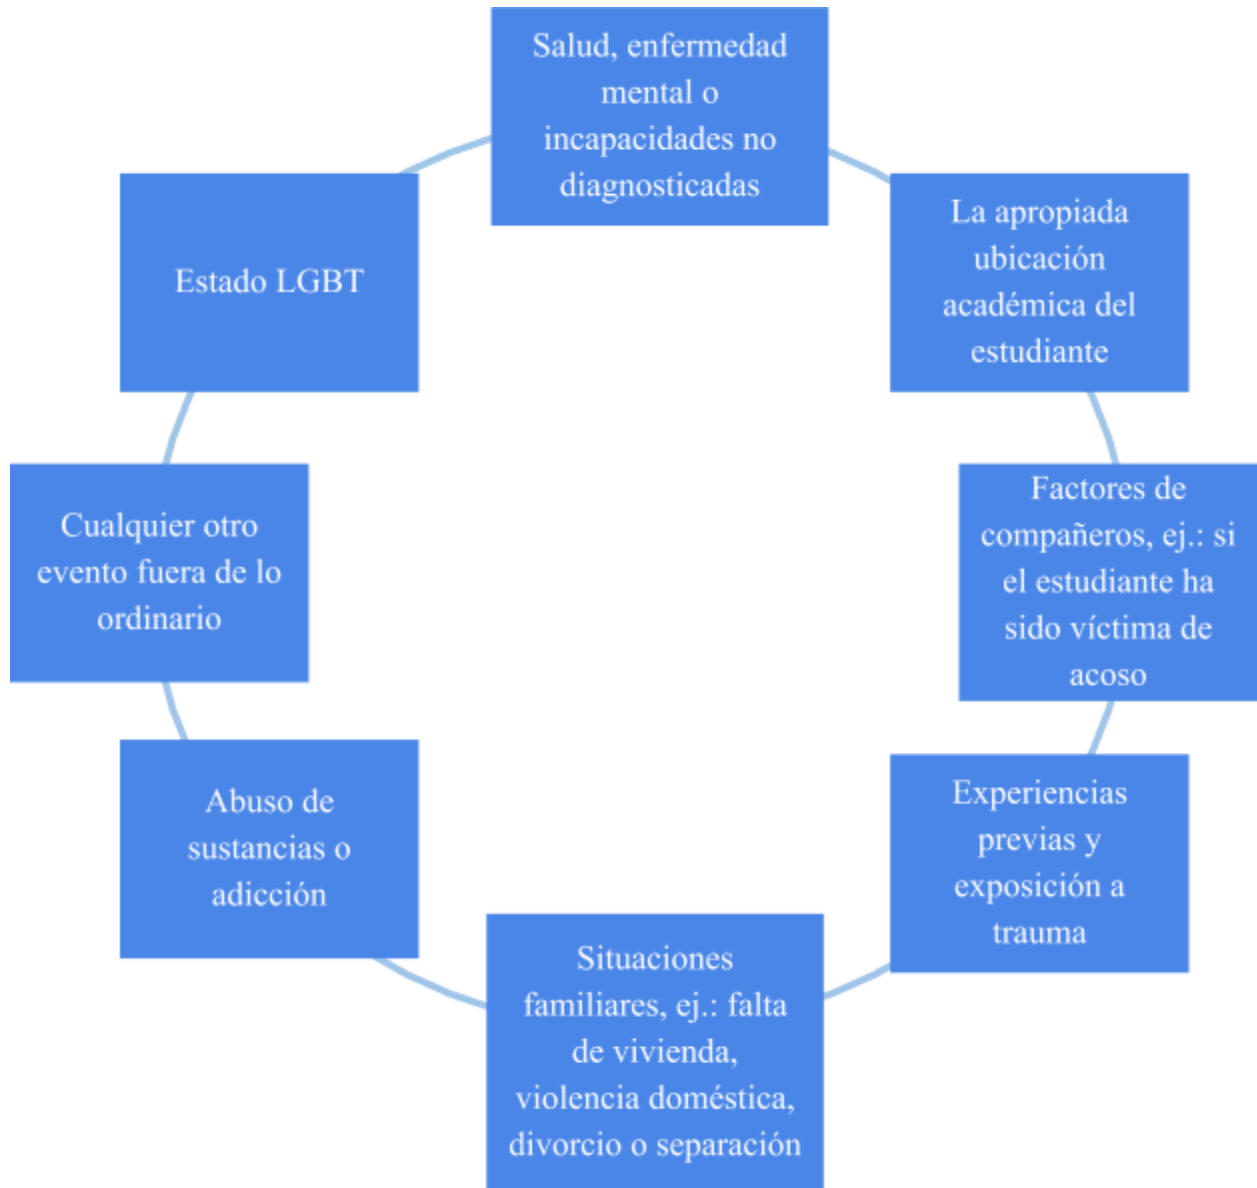 Salud, enfermedad
mental o
incapacidades no
diagnosticadas
La apropiada
ubicación
académica del
estudiante
Factores de
compañeros, ej.: si
el estudiante ha
sido víctima de
acoso
Experiencias
previas y
exposición a
trauma
Situaciones
familiares, ej.: falta
de vivienda,
violencia doméstica,
divorcio o separación
Abuso de
sustancias o
adicción
Cualquier otro
evento fuera de lo
ordinario
Estado LGBT